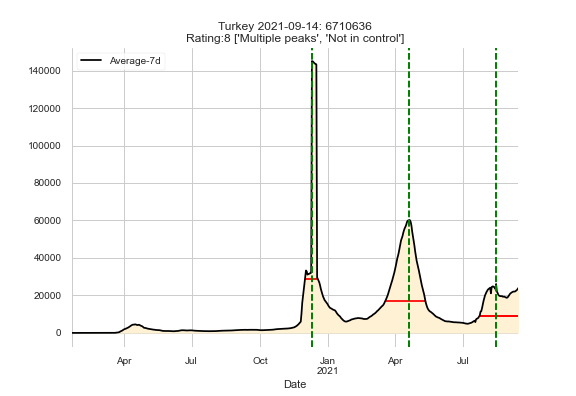 Turkey 2021-09-14: 6710636
Rating:8 ['Multiple peaks', 'Not in control']
Average-7d
140000
120000
100000
80000
60000
40000
20000
0
Apr
Jul
Oct
Jan
2021
Apr
Jul
Date